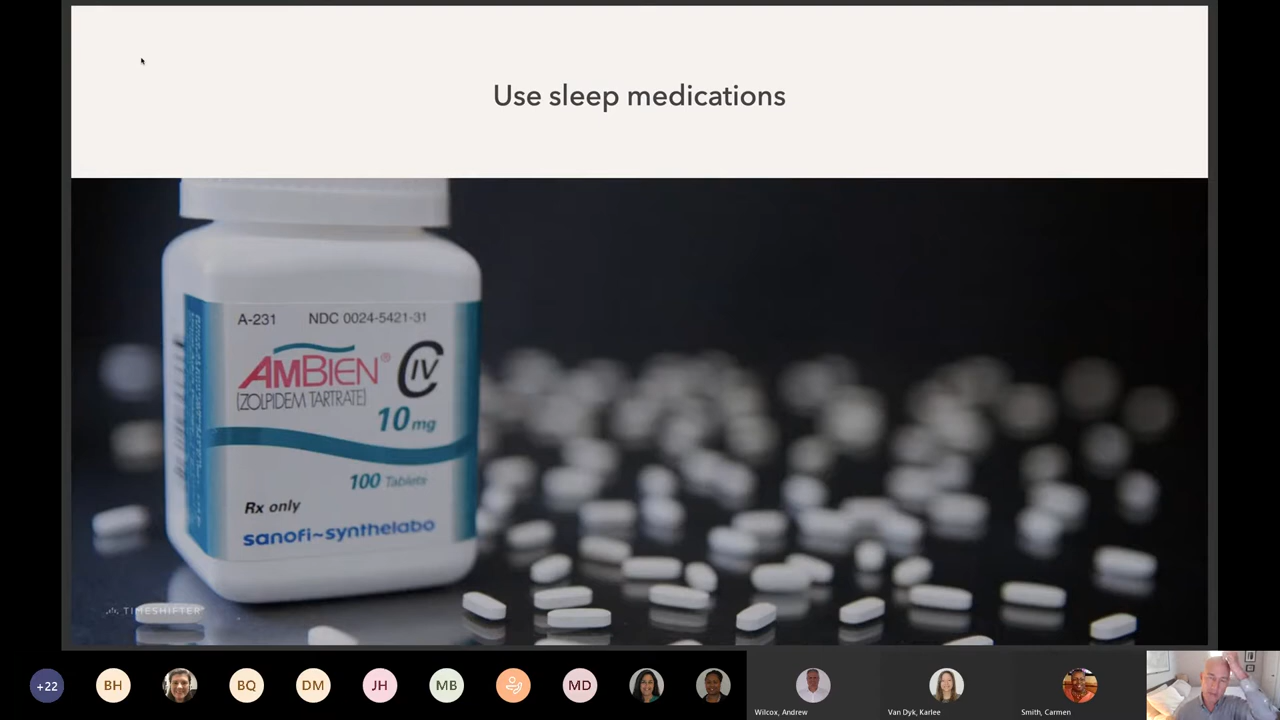 Use sleep medications
A-231 NDC 0024-5421-31
AMBIEN® CIV
[ZOLPIDEM TARTRATE]
10 mg
100 Tablets
Rx only
sanofi~synthelabo
TIMESHIFTER
+22
BH
BQ
DM
JH
MB
MD
Wilcox, Andrew
Van Dyk, Karlee
Smith, Carmen